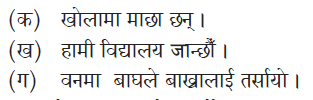 (क) खोलामा माछा छन् ।
(ख) हामी विद्यालय जान्छौँ ।
(ग) वनमा बाघले बाख्रालाई तर्सायो ।